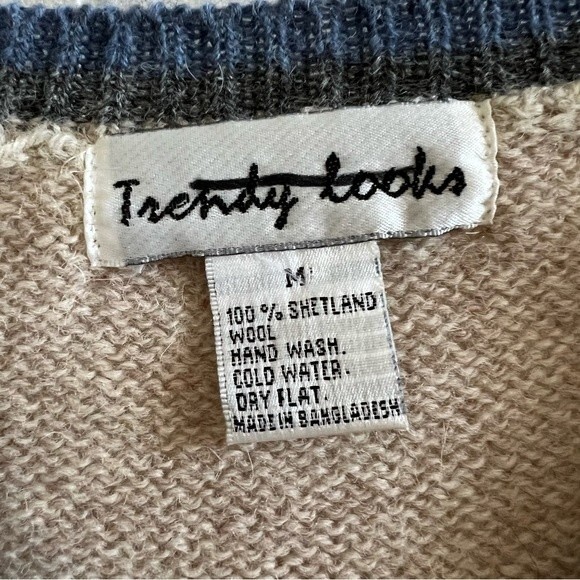 Trendy Looks
M
100 % SHETLAND
WOOL
HAND WASH.
COLD WATER.
DRY FLAT.
MADE IN BANGLADESH